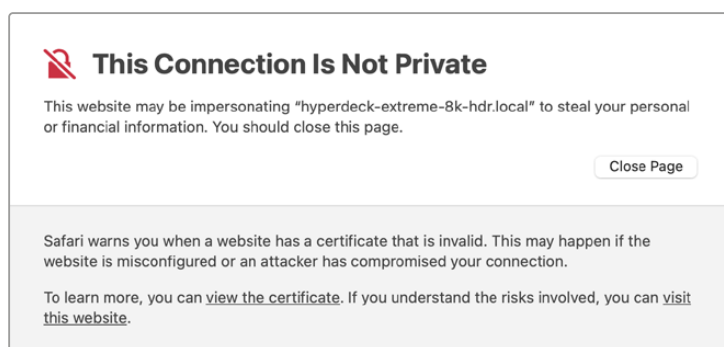 This Connection Is Not Private
This website may be impersonating “hyperdeck-extreme-8k-hdr.local” to steal your personal
or financial information. You should close this page.
Close Page
Safari warns you when a website has a certificate that is invalid. This may happen if the
website is misconfigured or an attacker has compromised your connection.
To learn more, you can view the certificate. If you understand the risks involved, you can visit
this website.